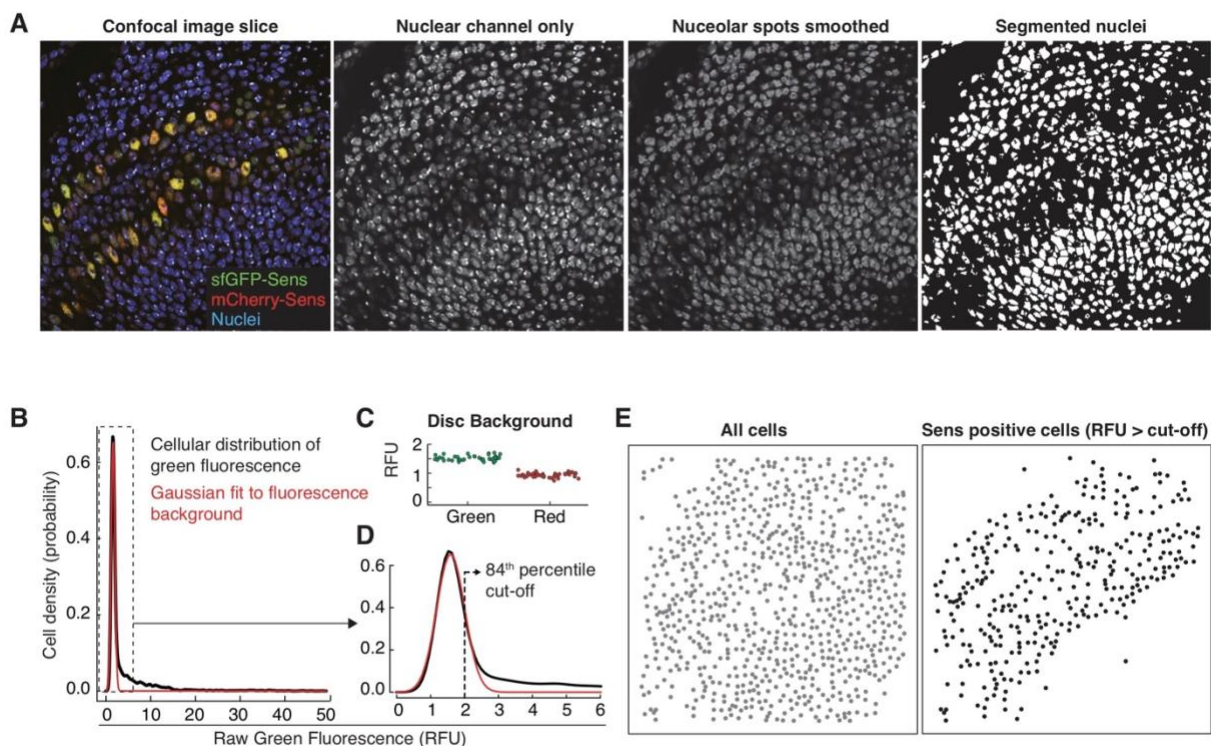 A
Confocal image slice
Nuclear channel only
Nuceolar spots smoothed
Segmented nuclei
sfGFP-Sens
mCherry-Sens
Nuclei
B
Cell density (probability)
0.6
0.4
0.2
0.0
Cellular distribution of
green fluorescence
Gaussian fit to fluorescence
background
0 10 20 30 40 50
C
Disc Background
RFU
2
1
0
Green Red
D
84th percentile
cut-off
0.6
0.4
0.0
0 1 2 3 4 5 6
Raw Green Fluorescence (RFU)
E
All cells
Sens positive cells (RFU > cut-off)